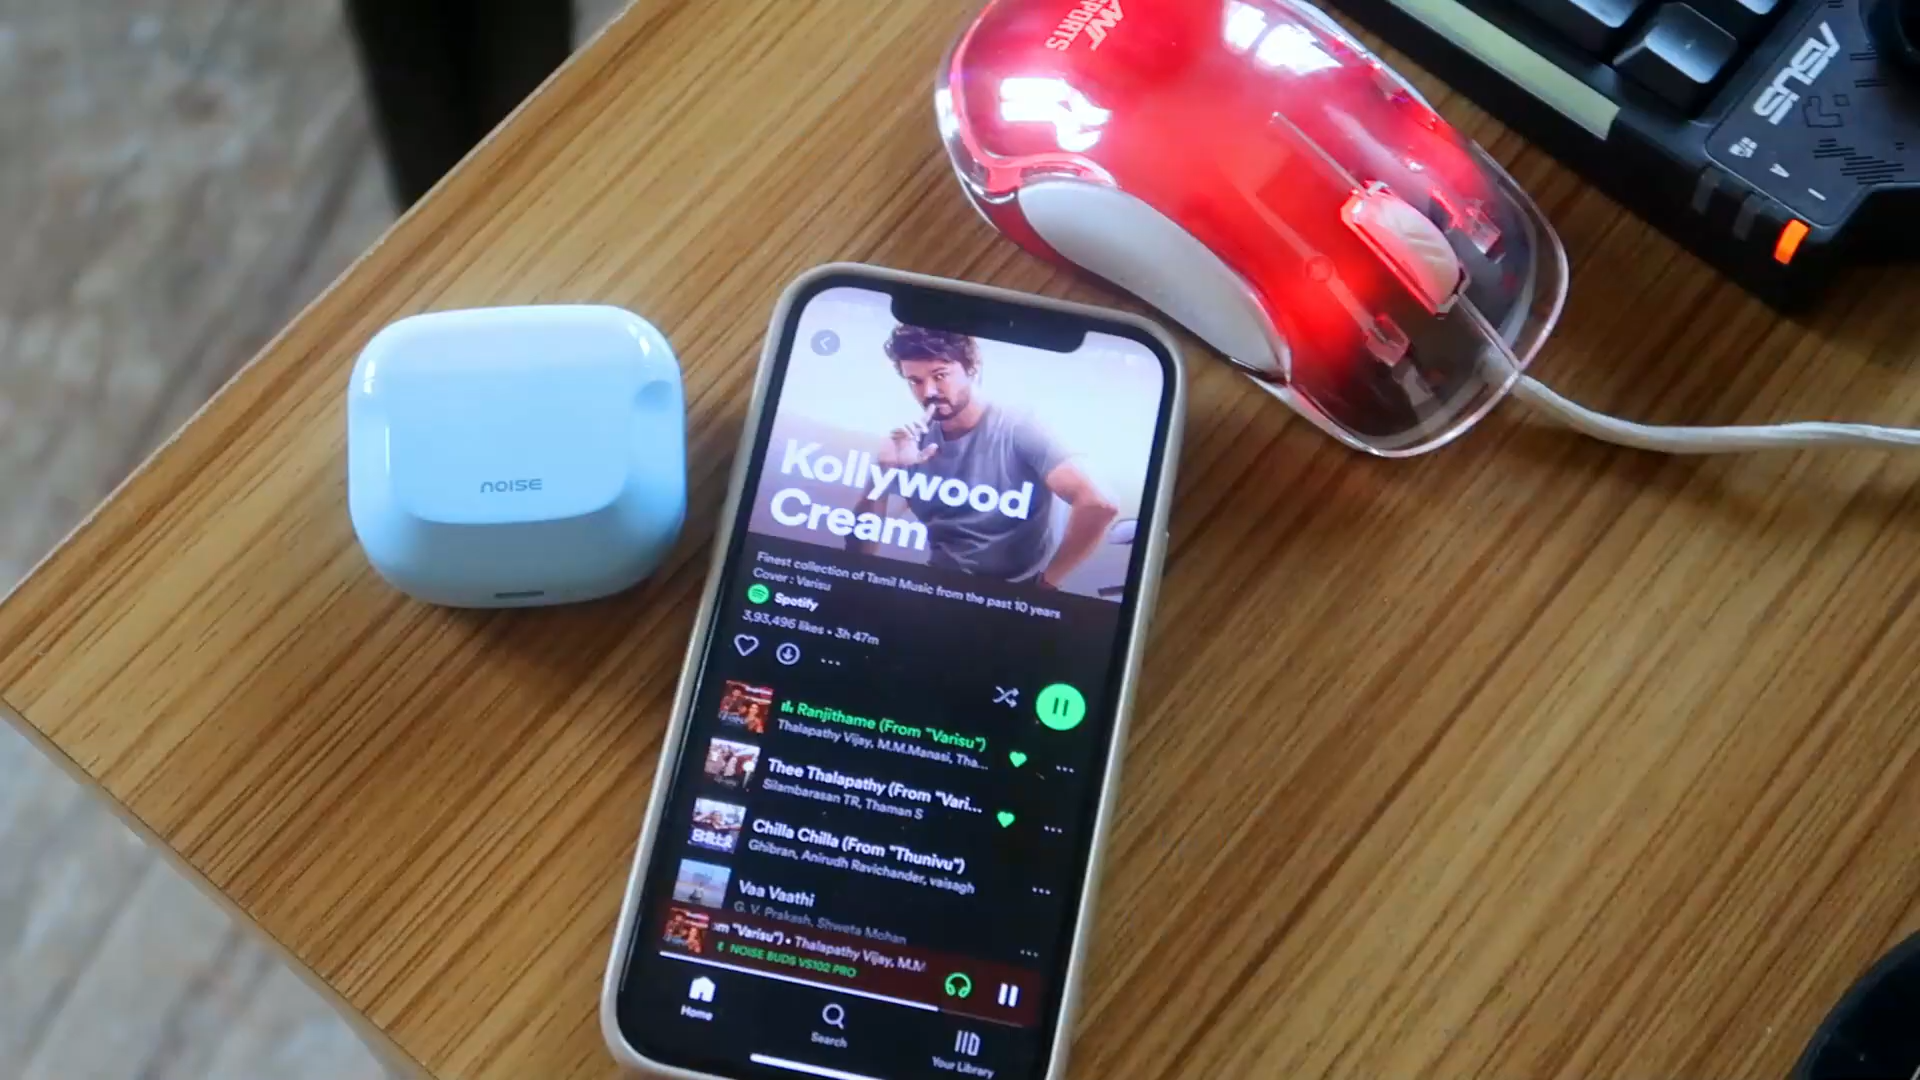 SPORTS
ASUS
A
noise
Kollywood
Cream
Finest collection of Tamil Music from the past 10 years
Cover : Varisu
Spotify
3,93,496 likes • 3h 47m
Ranjithame (From "Varisu")
Thalapathy Vijay, M.M.Manasi, Tha...
Thee Thalapathy (From "Vari...
Silambarasan TR, Thaman S
Chilla Chilla (From "Thunivu")
Ghibran, Anirudh Ravichander, vaisagh
Vaa Vaathi
G. V. Prakash, Shweta Mohan
om "Varisu") • Thalapathy Vijay, M.M
NOISE BUDS VS102 PRO
Home
Search
Your Library